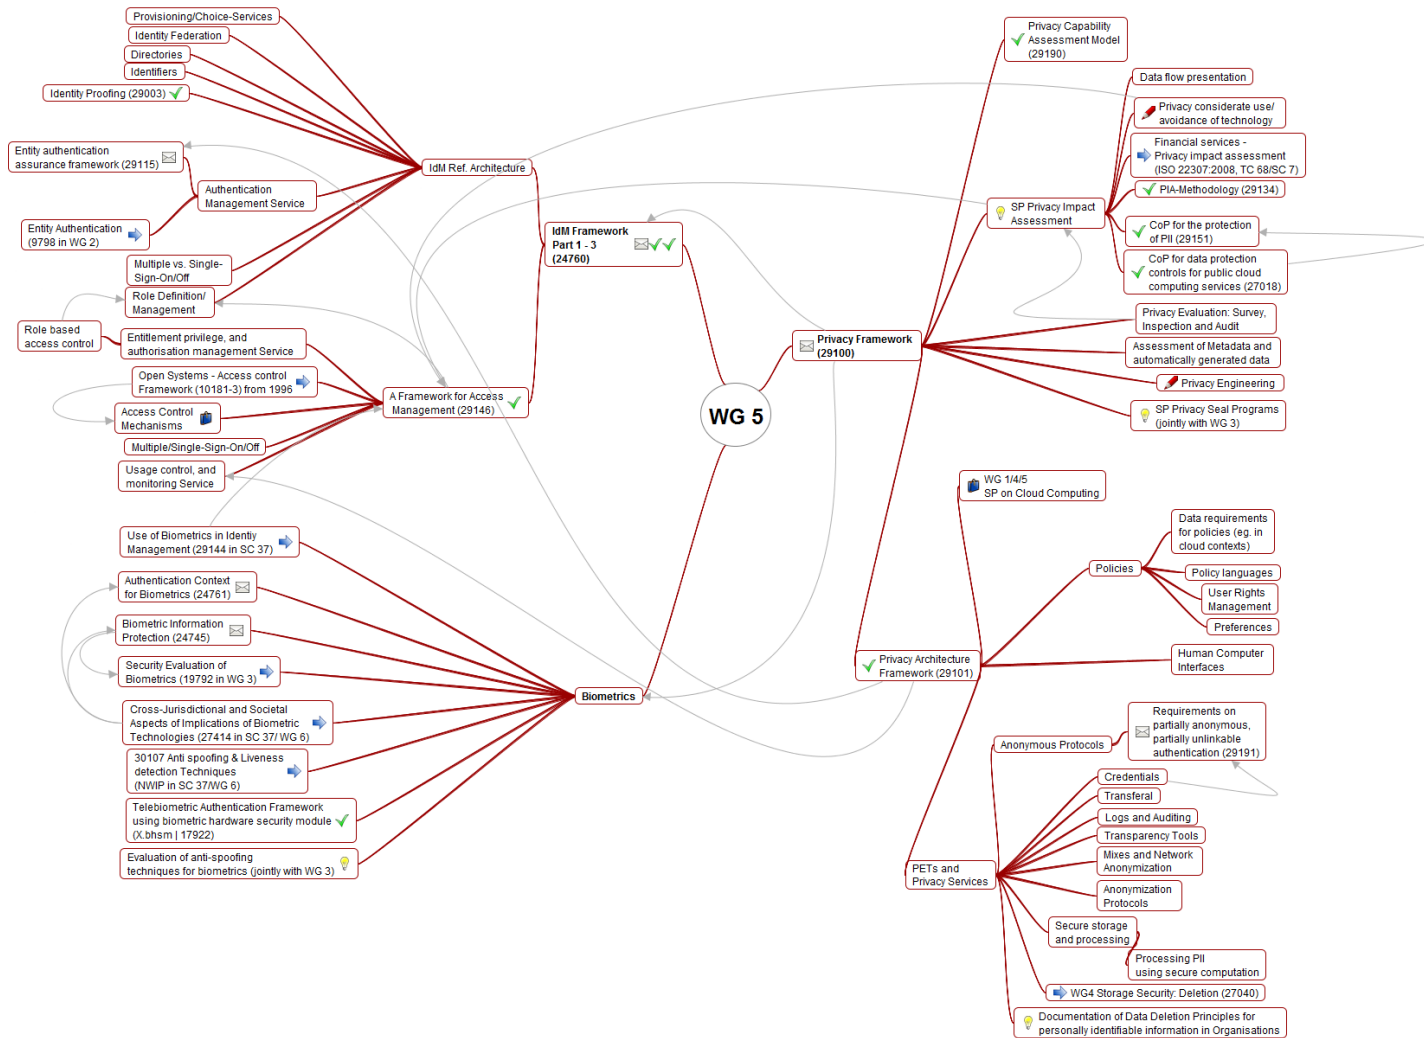 Provisioning/Choice-Services
Identity Federation
Directories
Identifiers
Identity Proofing (29003)
Entity authentication
assurance framework (29115)
Authentication
Management Service
Entity Authentication
(9798 in WG 2)
Multiple vs. Single-
Sign-On/Off
Role Definition/
Management
IdM Ref. Architecture
Role based
access control
Entitlement privilege, and
authorisation management Service
Open Systems - Access control
Framework (10181-3) from 1996
Access Control
Mechanisms
Multiple/Single-Sign-On/Off
Usage control, and
monitoring Service
A Framework for Access
Management (29146)
IdM Framework
Part 1 - 3
(24760)
WG 5
Use of Biometrics in Identiy
Management (29144 in SC 37)
Authentication Context
for Biometrics (24761)
Biometric Information
Protection (24745)
Security Evaluation of
Biometrics (19792 in WG 3)
Cross-Jurisdictional and Societal
Aspects of Implications of Biometric
Technologies (27414 in SC 37/ WG 6)
30107 Anti spoofing & Liveness
detection Techniques
(NWIP in SC 37/WG 6)
Telebiometric Authentication Framework
using biometric hardware security module
(X.bhsm | 17922)
Evaluation of anti-spoofing
techniques for biometrics (jointly with WG 3)
Biometrics
Privacy Framework
(29100)
Privacy Capability
Assessment Model
(29190)
SP Privacy Impact
Assessment
Data flow presentation
Privacy considerate use/
avoidance of technology
Financial services -
Privacy impact assessment
(ISO 22307:2008, TC 68/SC 7)
PIA-Methodology (29134)
CoP for the protection
of PII (29151)
CoP for data protection
controls for public cloud
computing services (27018)
Privacy Evaluation: Survey,
Inspection and Audit
Assessment of Metadata and
automatically generated data
Privacy Engineering
SP Privacy Seal Programs
(jointly with WG 3)
WG 1/4/5
SP on Cloud Computing
Privacy Architecture
Framework (29101)
Policies
Data requirements
for policies (eg. in
cloud contexts)
Policy languages
User Rights
Management
Preferences
Human Computer
Interfaces
PETs and
Privacy Services
Anonymous Protocols
Requirements on
partially anonymous,
partially unlinkable
authentication (29191)
Credentials
Transferal
Logs and Auditing
Transparency Tools
Mixes and Network
Anonymization
Anonymization
Protocols
Secure storage
and processing
Processing PII
using secure computation
WG4 Storage Security: Deletion (27040)
Documentation of Data Deletion Principles for
personally identifiable information in Organisations